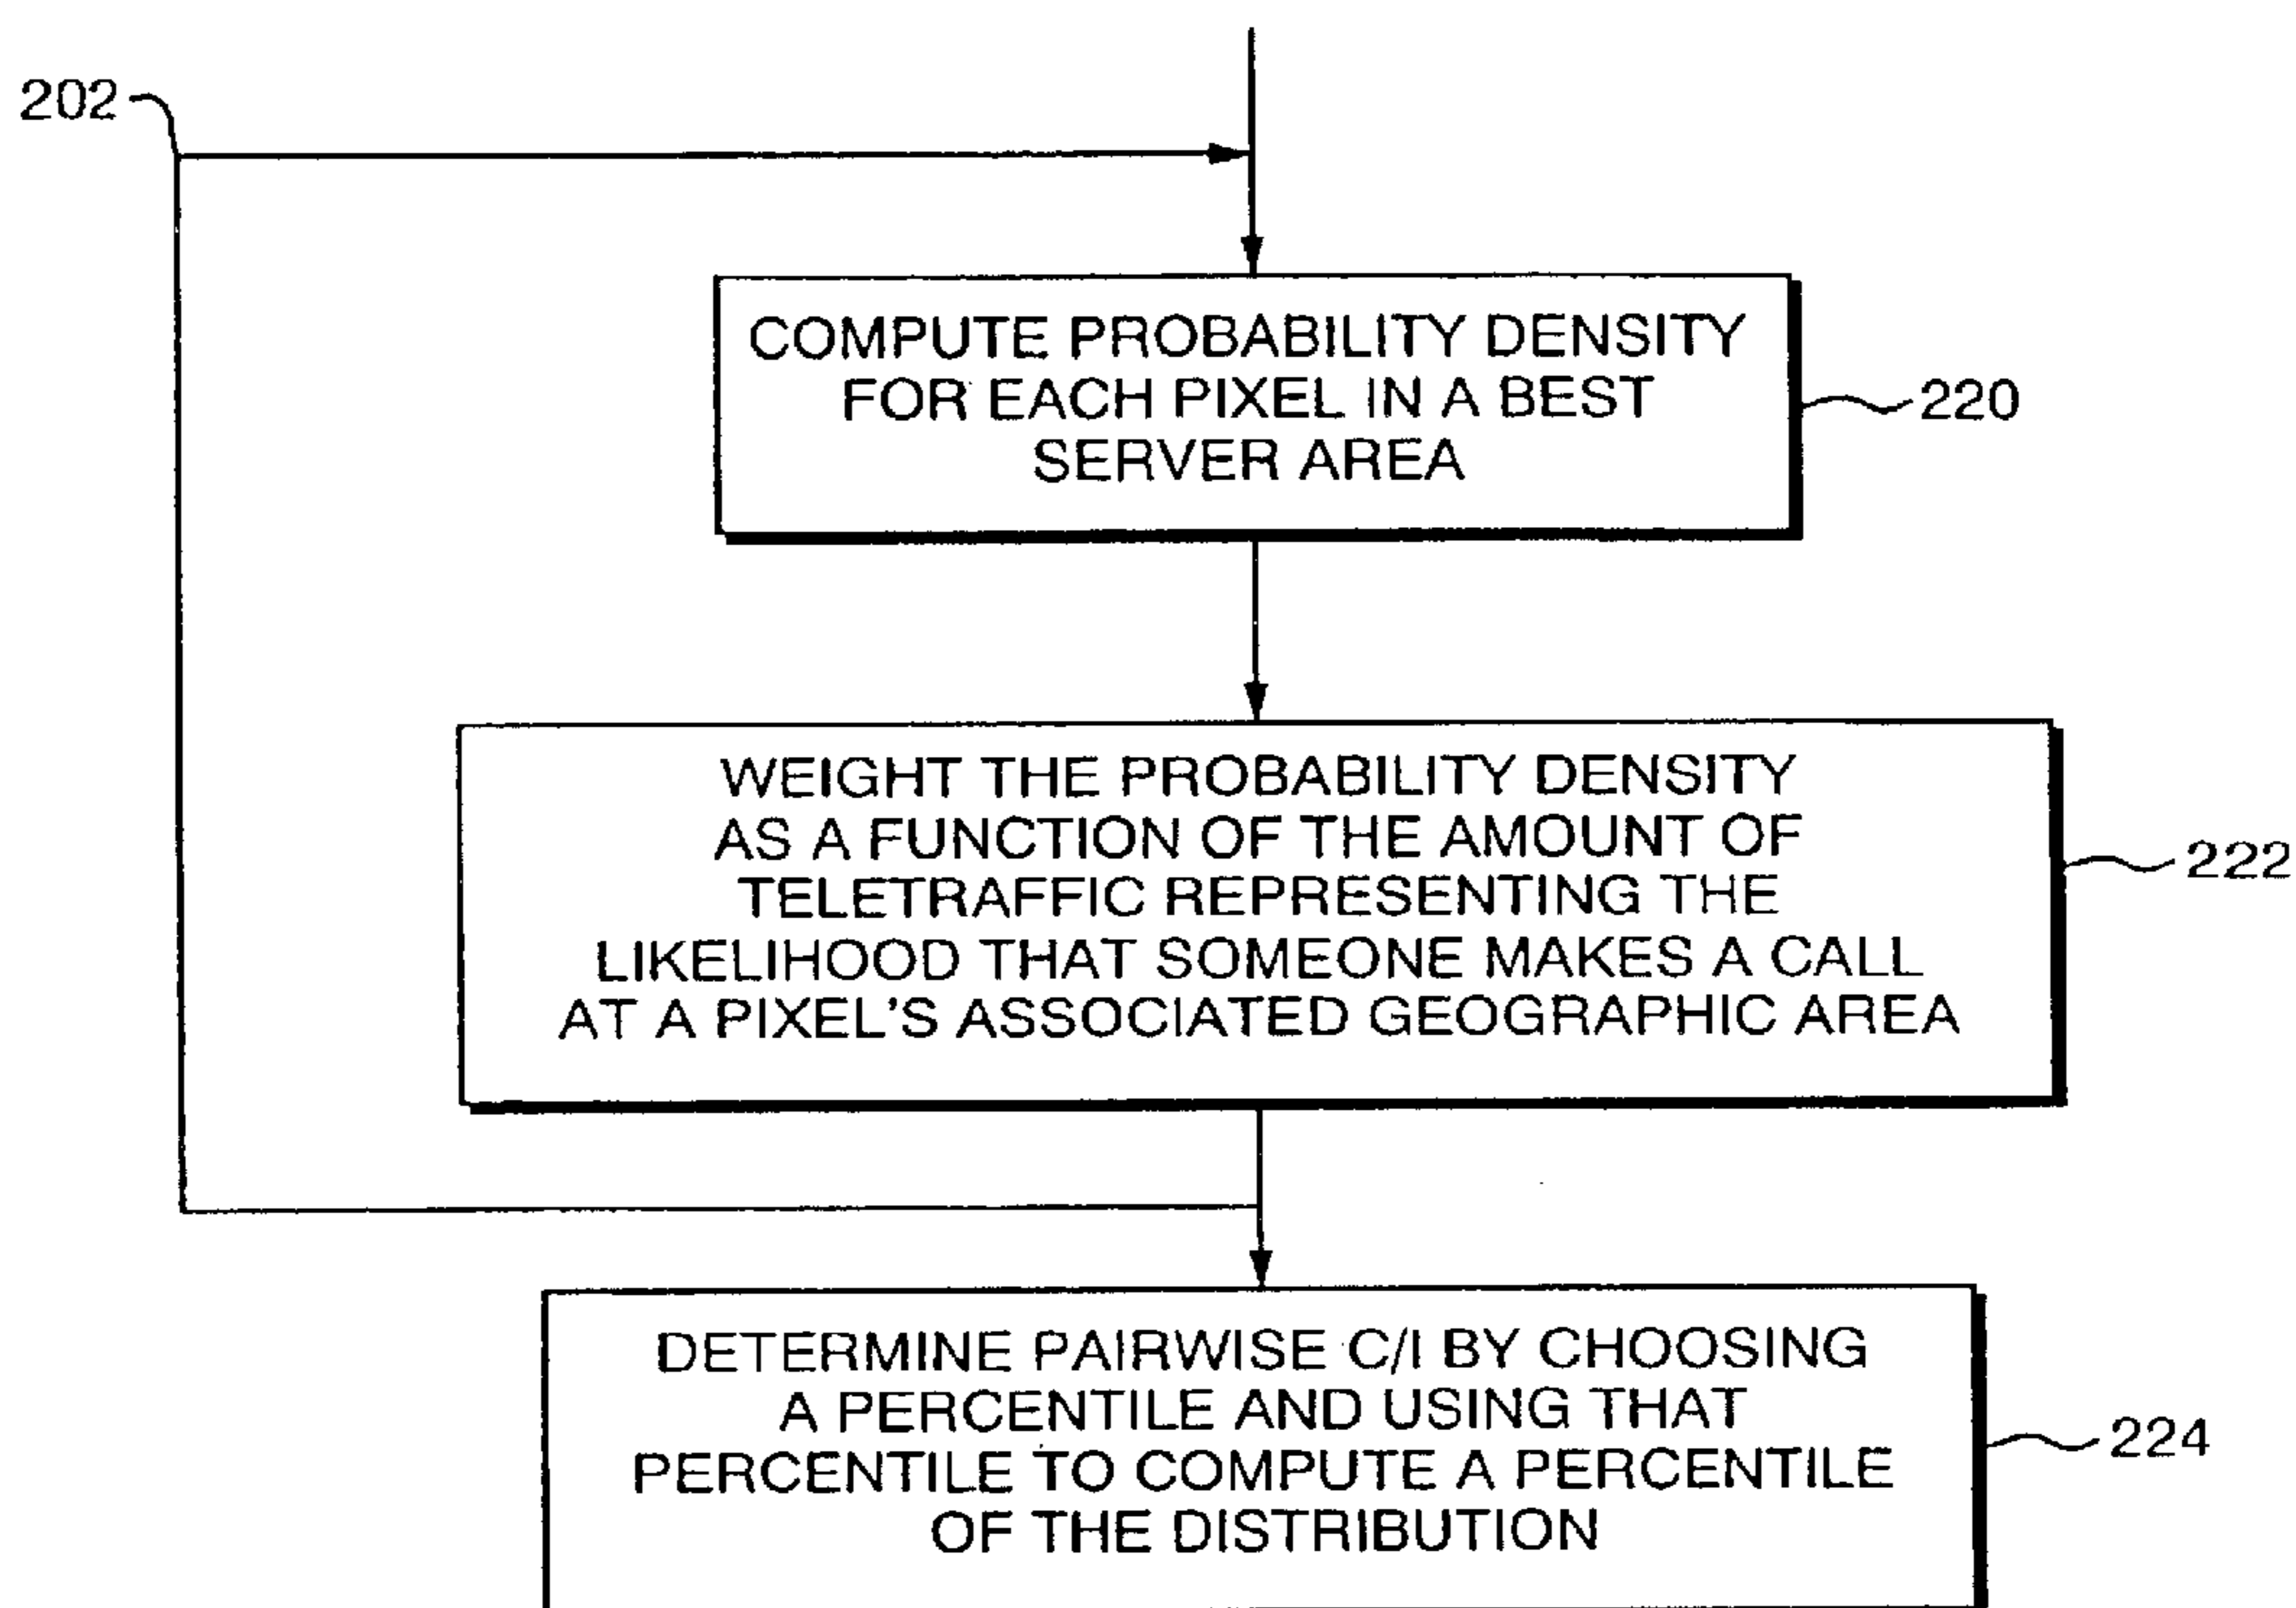 202
COMPUTE PROBABILITY DENSITY
FOR EACH PIXEL IN A BEST
SERVER AREA
220
WEIGHT THE PROBABILITY DENSITY
AS A FUNCTION OF THE AMOUNT OF
TELETRAFFIC REPRESENTING THE
LIKELIHOOD THAT SOMEONE MAKES A CALL
AT A PIXEL'S ASSOCIATED GEOGRAPHIC AREA
222
DETERMINE PAIRWISE C/I BY CHOOSING
A PERCENTILE AND USING THAT
PERCENTILE TO COMPUTE A PERCENTILE
OF THE DISTRIBUTION
224